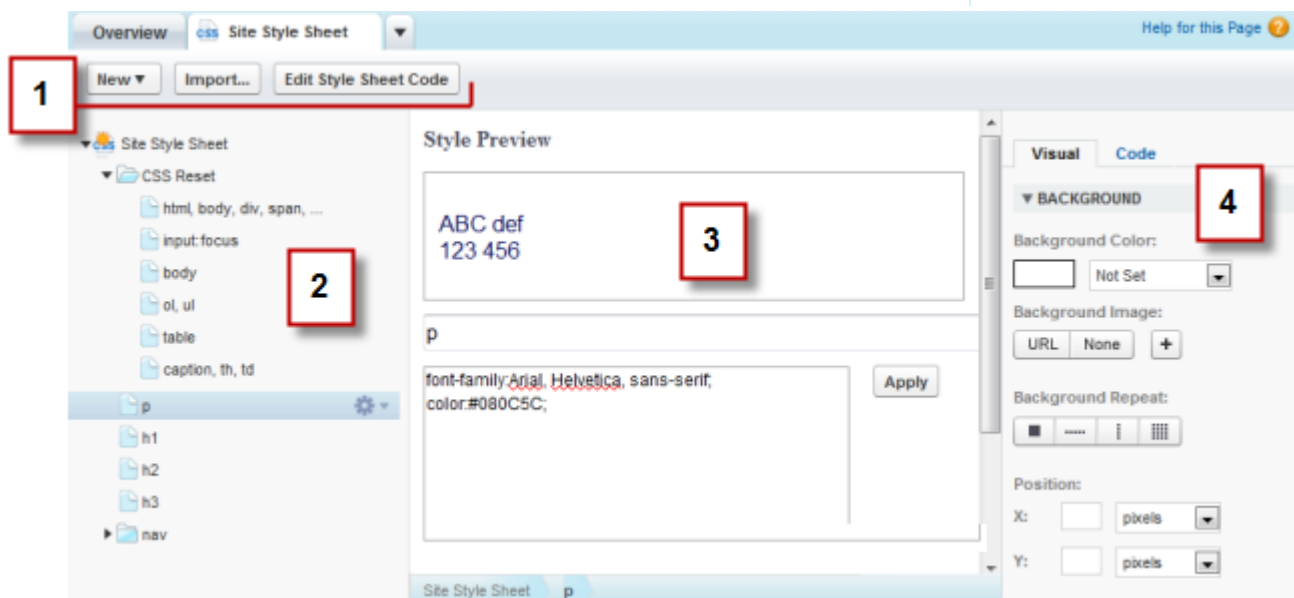 Overview
css Site Style Sheet
Help for this Page ?
1
New
Import...
Edit Style Sheet Code
css Site Style Sheet
CSS Reset
html, body, div, span, ...
input:focus
body
ol, ul
table
caption, th, td
p
h1
h2
h3
nav
2
Style Preview
ABC def
123 456
3
p
font-family:Arial, Helvetica, sans-serif;
color:#080C5C;
Apply
Site Style Sheet
p
Visual
Code
BACKGROUND
4
Background Color:
Not Set
Background Image:
URL
None
+
Background Repeat:
Position:
X:
pixels
Y:
pixels